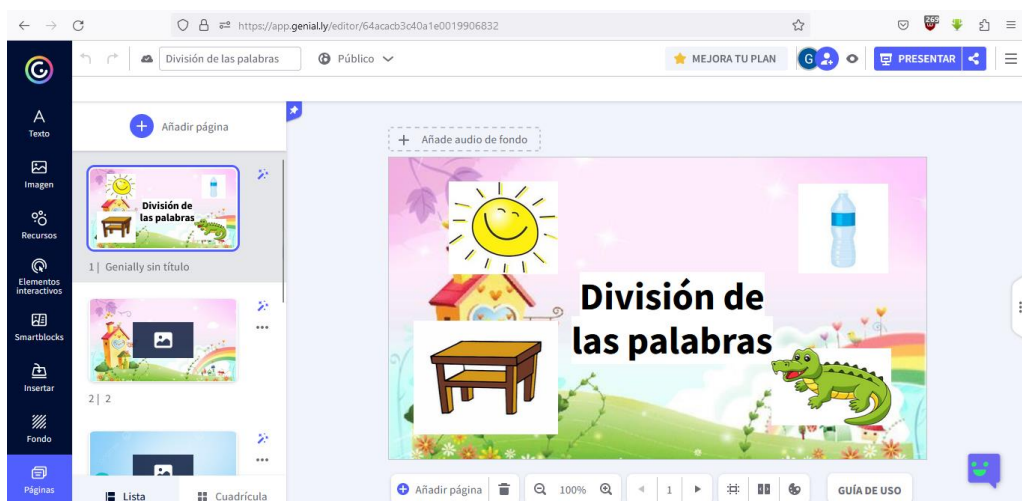 https://app.genial.ly/editor/64acacb3c40a1e0019906832
265
División de las palabras
Público
MEJORA TU PLAN
G
PRESENTAR
Texto
Imagen
Recursos
Elementos
interactivos
Smartblocks
Insertar
Fondo
Páginas
Añadir página
División de
las palabras
1 | Genially sin título
2 | 2
Lista
Cuadrícula
Añade audio de fondo
División de
las palabras
Añadir página
100%
1
GUÍA DE USO